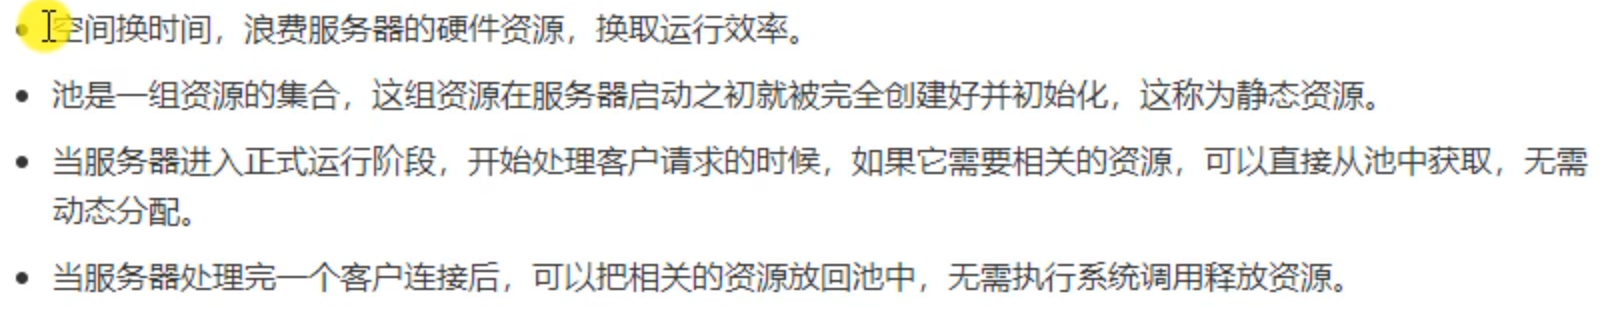 空间换时间，浪费服务器的硬件资源，换取运行效率。
池是一组资源的集合，这组资源在服务器启动之初就被完全创建好并初始化，这称为静态资源。
当服务器进入正式运行阶段，开始处理客户请求的时候，如果它需要相关的资源，可以直接从池中获取，无需
动态分配。
当服务器处理完一个客户连接后，可以把相关的资源放回池中，无需执行系统调用释放资源。